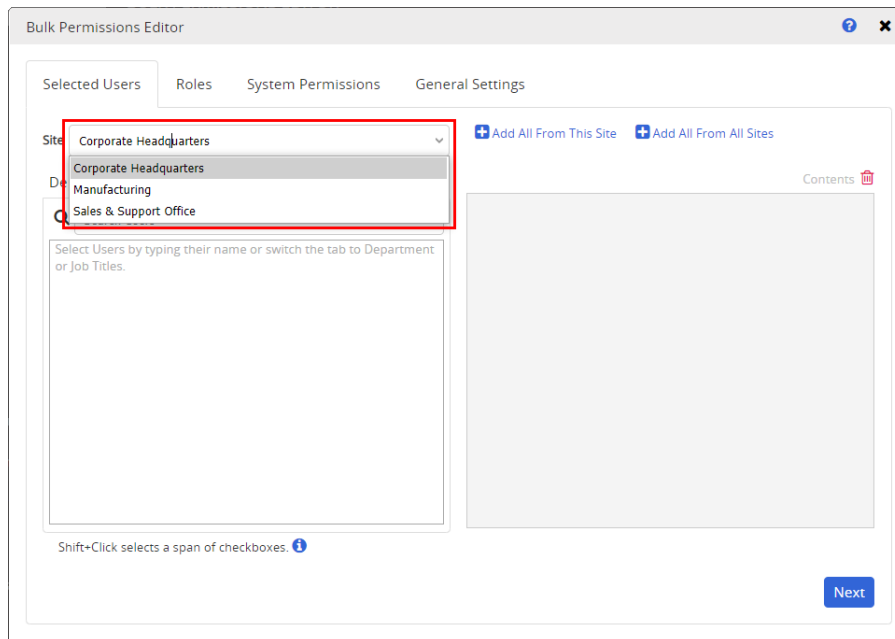 Bulk Permissions Editor
Selected Users
Roles
System Permissions
General Settings
Site
Corporate Headquarters
Add All From This Site
Add All From All Sites
Corporate Headquarters
Manufacturing
Sales & Support Office
Contents
Select Users by typing their name or switch the tab to Department
or Job Titles.
Shift+Click selects a span of checkboxes.
Next